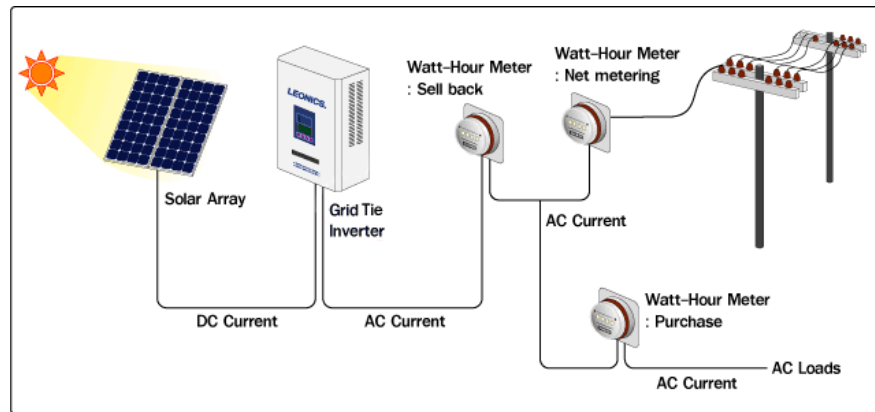 Watt-Hour Meter
: Sell back
Watt-Hour Meter
: Net metering
LEONICS.
Solar Array
Grid Tie
Inverter
AC Current
Watt-Hour Meter
: Purchase
DC Current
AC Current
AC Loads
AC Current